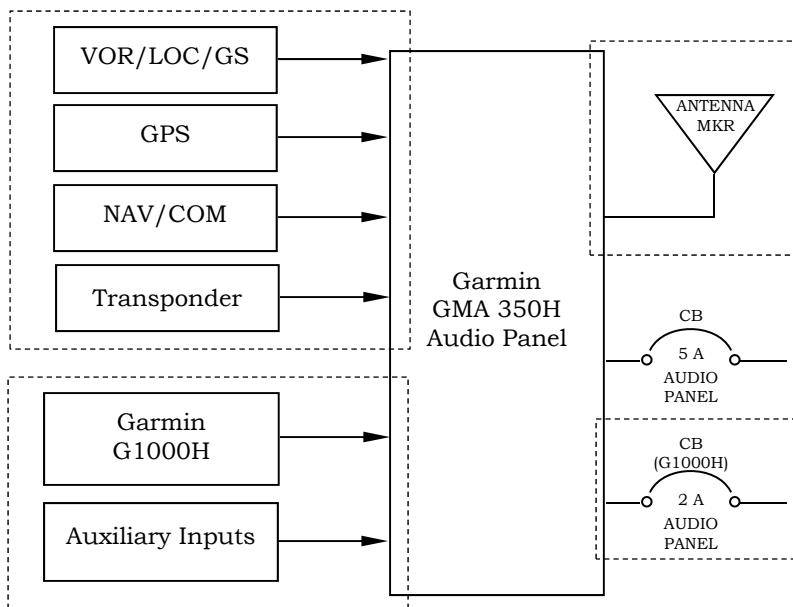 VOR/LOC/GS
GPS
NAV/COM
Transponder
Garmin
G1000H
Auxiliary Inputs
Garmin
GMA 350H
Audio Panel
ANTENNA
MKR
CB
5 A
AUDIO
PANEL
CB
(G1000H)
2 A
AUDIO
PANEL